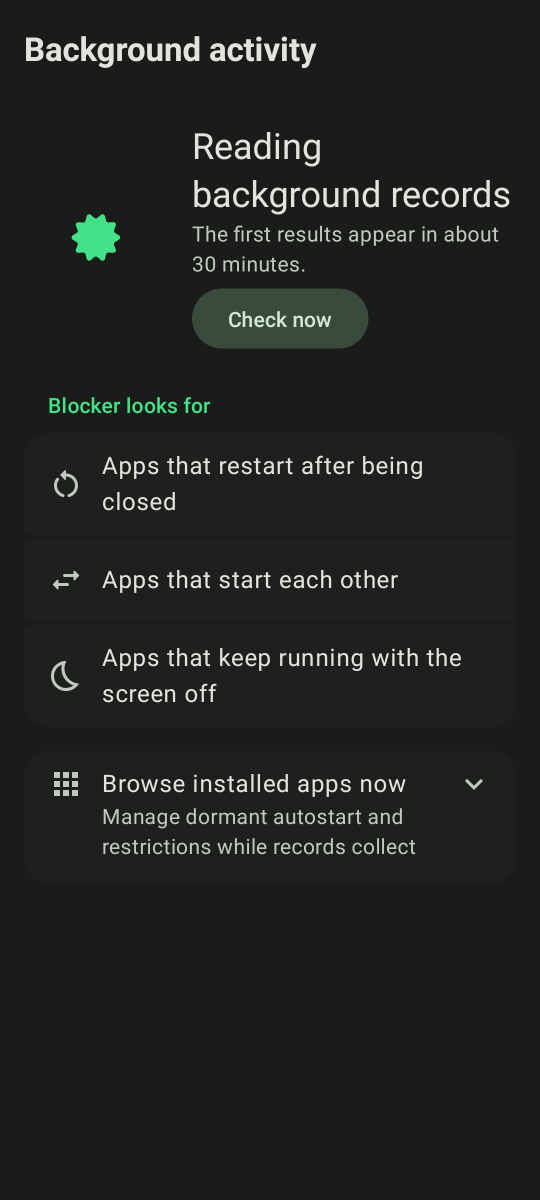 Background activity
Reading
background records
The first results appear in about
30 minutes.
Check now
Blocker looks for
Apps that restart after being
closed
Apps that start each other
Apps that keep running with the
screen off
Browse installed apps now
Manage dormant autostart and
restrictions while records collect